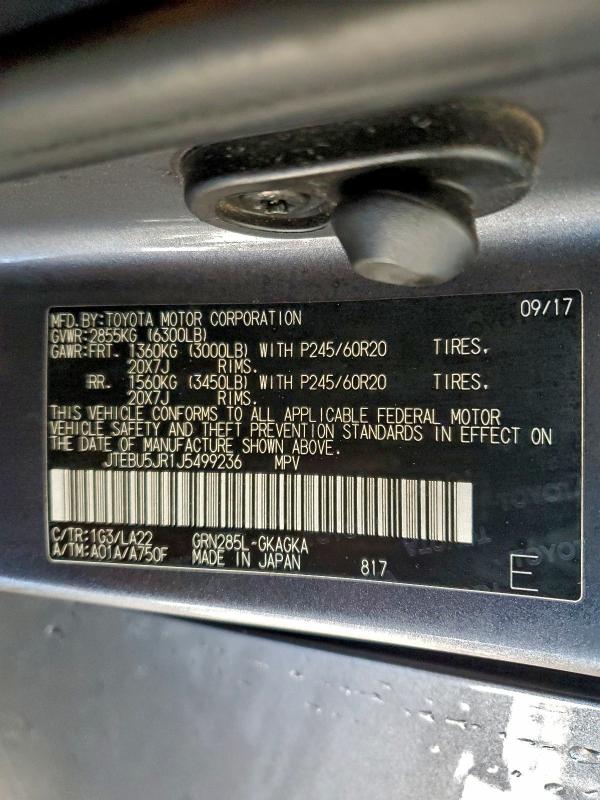 09/17
MFD.BY:TOYOTA MOTOR CORPORATION
GVWR:2855KG (6300LB)
GAWR:FRT. 1360KG (3000LB) WITH P245/60R20 TIRES,
20X7J RIMS.
RR. 1560KG (3450LB) WITH P245/60R20 TIRES,
20X7J RIMS.
THIS VEHICLE CONFORMS TO ALL APPLICABLE FEDERAL MOTOR
VEHICLE SAFETY AND THEFT PREVENTION STANDARDS IN EFFECT ON
THE DATE OF MANUFACTURE SHOWN ABOVE.
JTEBU5JR1J5499236 MPV
C/TR:1G3/LA22 GRN285L-GKAGKA
A/TM:A01A/A750F MADE IN JAPAN 817 E